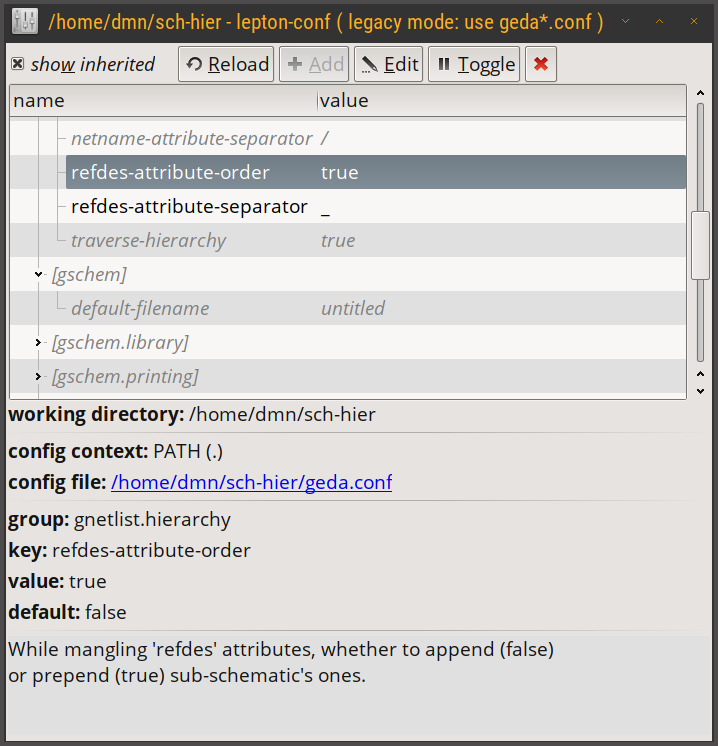 /home/dmn/sch-hier - lepton-conf ( legacy mode: use geda*.conf )
show inherited Reload Add Edit Toggle
name value
netname-attribute-separator /
refdes-attribute-order true
refdes-attribute-separator _
traverse-hierarchy true
[gschem]
default-filename untitled
[gschem.library]
[gschem.printing]
working directory: /home/dmn/sch-hier
config context: PATH (.)
config file: /home/dmn/sch-hier/geda.conf
group: gnetlist.hierarchy
key: refdes-attribute-order
value: true
default: false
While mangling 'refdes' attributes, whether to append (false)
or prepend (true) sub-schematic's ones.